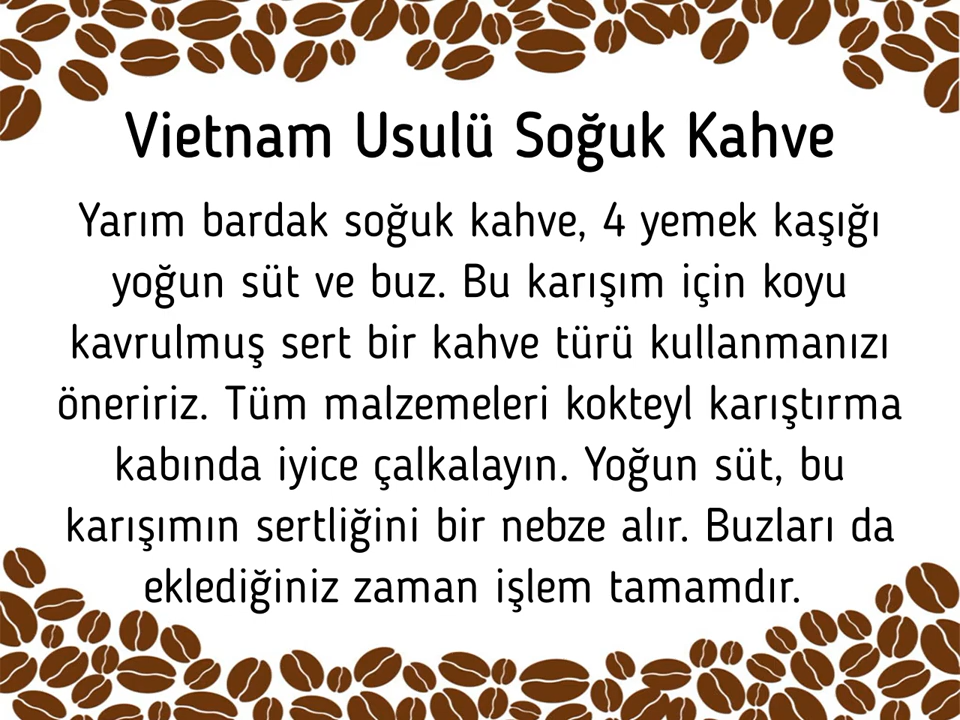 Vietnam Usulü Soğuk Kahve
Yarım bardak soğuk kahve, 4 yemek kaşığı
yoğun süt ve buz. Bu karışım için koyu
kavrulmuş sert bir kahve türü kullanmanızı
öneririz. Tüm malzemeleri kokteyl karıştırma
kabında iyice çalkalayın. Yoğun süt, bu
karışımın sertliğini bir nebze alır. Buzları da
eklediğiniz zaman işlem tamamdır.